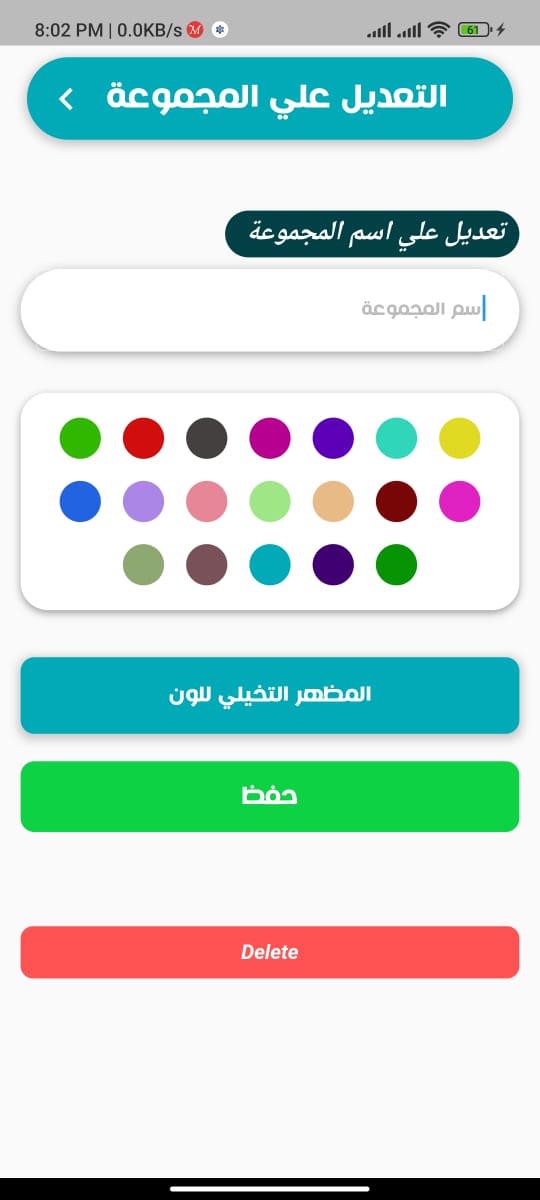 8:02 PM | 0.0KB/s
61
التعديل علي المجموعة
تعديل علي اسم المجموعة
سم المجموعة
المظهر التخيلي للون
حفظ
Delete